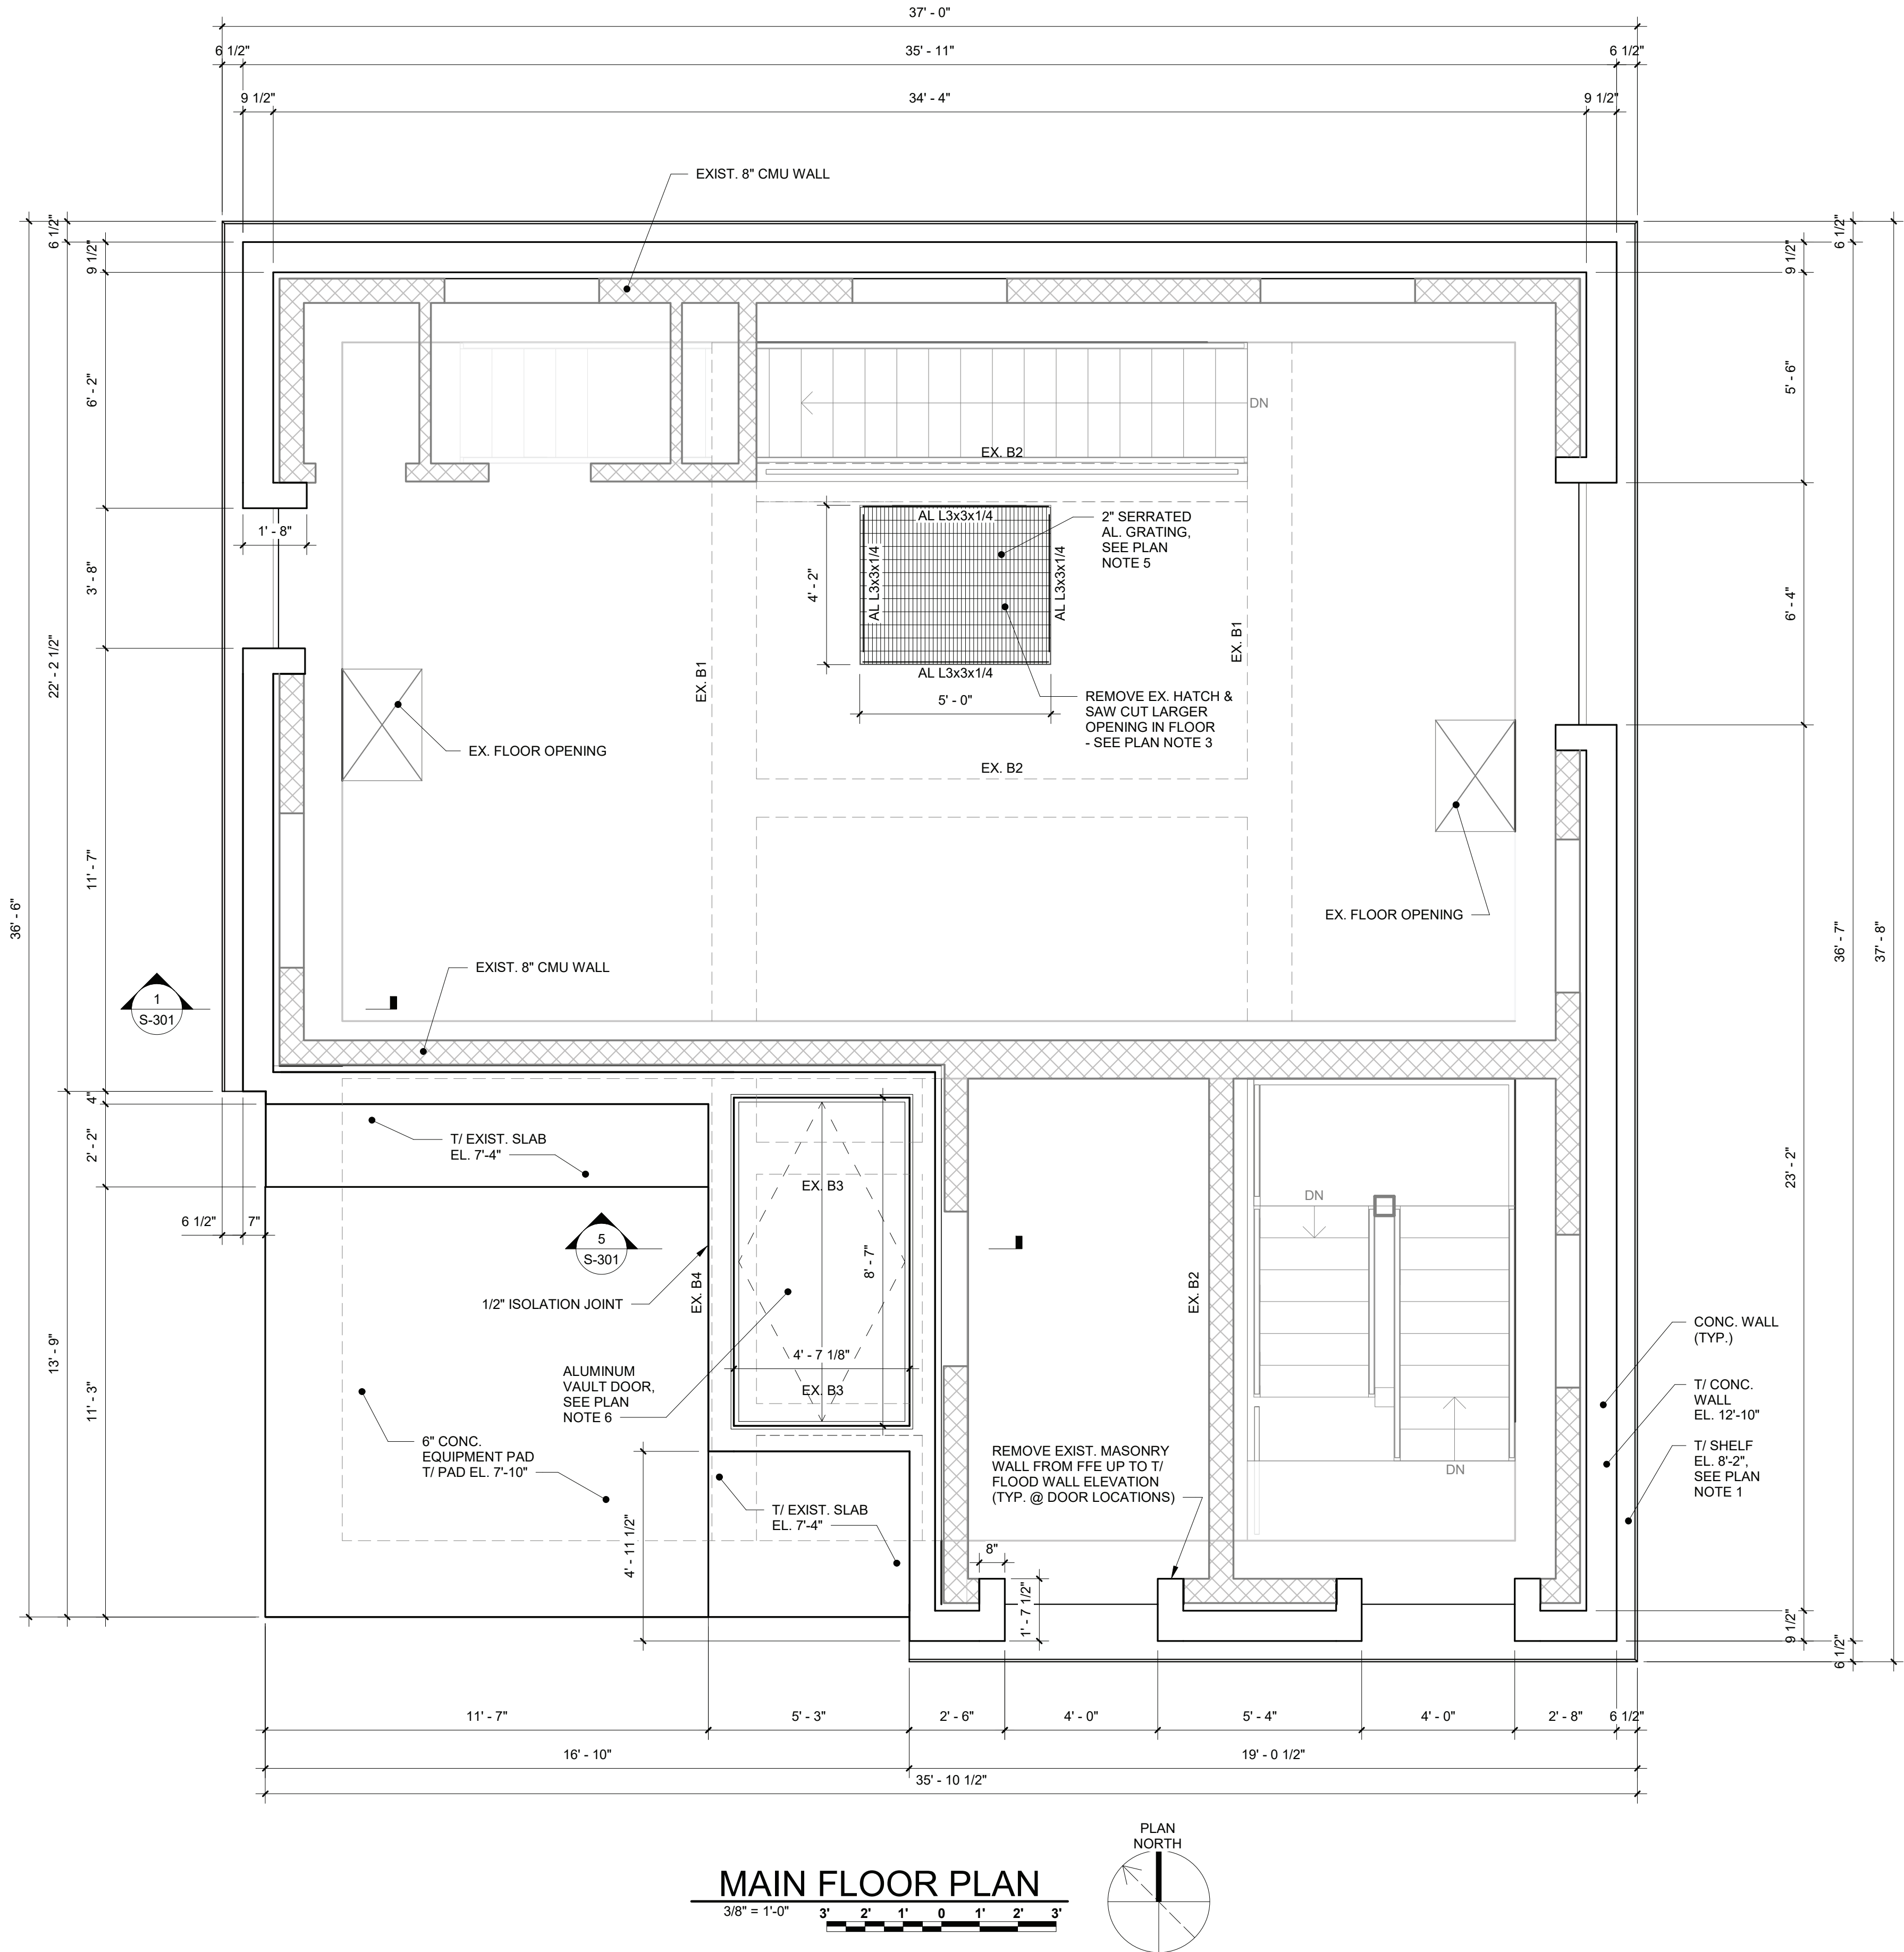 37' - 0"
6 1/2"
35' - 11"
6 1/2"
9 1/2"
34' - 4"
9 1/2"
EXIST. 8" CMU WALL
6 1/2"
9 1/2"
6' - 2"
3' - 8"
22' - 2 1/2"
11' - 7"
36' - 6"
4"
2' - 2"
13' - 9"
11' - 3"
9 1/2"
6 1/2"
5' - 6"
6' - 4"
36' - 7"
37' - 8"
23' - 2"
9 1/2"
6 1/2"
DN
EX. B2
1' - 8"
AL L3x3x1/4
AL L3x3x1/4
AL L3x3x1/4
AL L3x3x1/4
4' - 2"
5' - 0"
2" SERRATED
AL. GRATING,
SEE PLAN
NOTE 5
EX. B1
EX. B1
REMOVE EX. HATCH &
SAW CUT LARGER
OPENING IN FLOOR
- SEE PLAN NOTE 3
EX. FLOOR OPENING
EX. B2
EX. FLOOR OPENING
EXIST. 8" CMU WALL
1
S-301
T/ EXIST. SLAB
EL. 7'-4"
6 1/2"
7"
5
S-301
EX. B3
8' - 7"
DN
1/2" ISOLATION JOINT
EX. B4
EX. B2
4' - 7 1/8"
EX. B3
ALUMINUM
VAULT DOOR,
SEE PLAN
NOTE 6
CONC. WALL
(TYP.)
T/ CONC.
WALL
EL. 12'-10"
T/ SHELF
EL. 8'-2",
SEE PLAN
NOTE 1
6" CONC.
EQUIPMENT PAD
T/ PAD EL. 7'-10"
REMOVE EXIST. MASONRY
WALL FROM FFE UP TO T/
FLOOD WALL ELEVATION
(TYP. @ DOOR LOCATIONS)
DN
T/ EXIST. SLAB
EL. 7'-4"
4' - 11 1/2"
8"
1' - 7 1/2"
11' - 7"
5' - 3"
2' - 6"
4' - 0"
5' - 4"
4' - 0"
2' - 8"
6 1/2"
16' - 10"
19' - 0 1/2"
35' - 10 1/2"
PLAN
NORTH
MAIN FLOOR PLAN
3/8" = 1'-0"
3' 2' 1' 0 1' 2' 3'